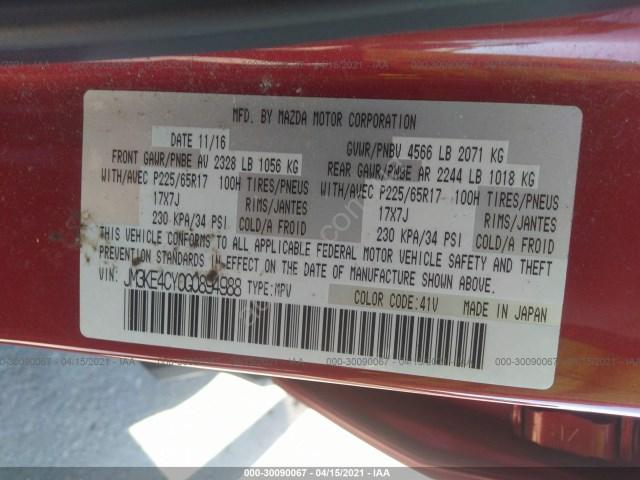 MFD. BY MAZDA MOTOR CORPORATION
DATE 11/16 GVWR/PNBV 4566 LB 2071 KG
FRONT GAWR/PNBE AV 2328 LB 1056 KG REAR GAWR/PNBE AR 2244 LB 1018 KG
WITH/AVEC P225/65R17 100H TIRES/PNEUS WITH/AVEC P225/65R17 100H TIRES/PNEUS
17X7J RIMS/JANTES 17X7J RIMS/JANTES
230 KPA/34 PSI COLD/A FROID 230 KPA/34 PSI COLD/A FROID
THIS VEHICLE CONFORMS TO ALL APPLICABLE FEDERAL MOTOR VEHICLE SAFETY AND THEFT
PREVENTION STANDARDS IN EFFECT ON THE DATE OF MANUFACTURE SHOWN ABOVE.
VIN: JM3KE4CY0G0894988 TYPE:MPV
COLOR CODE:41V MADE IN JAPAN
000-30090067 - 04/15/2021 - IAA